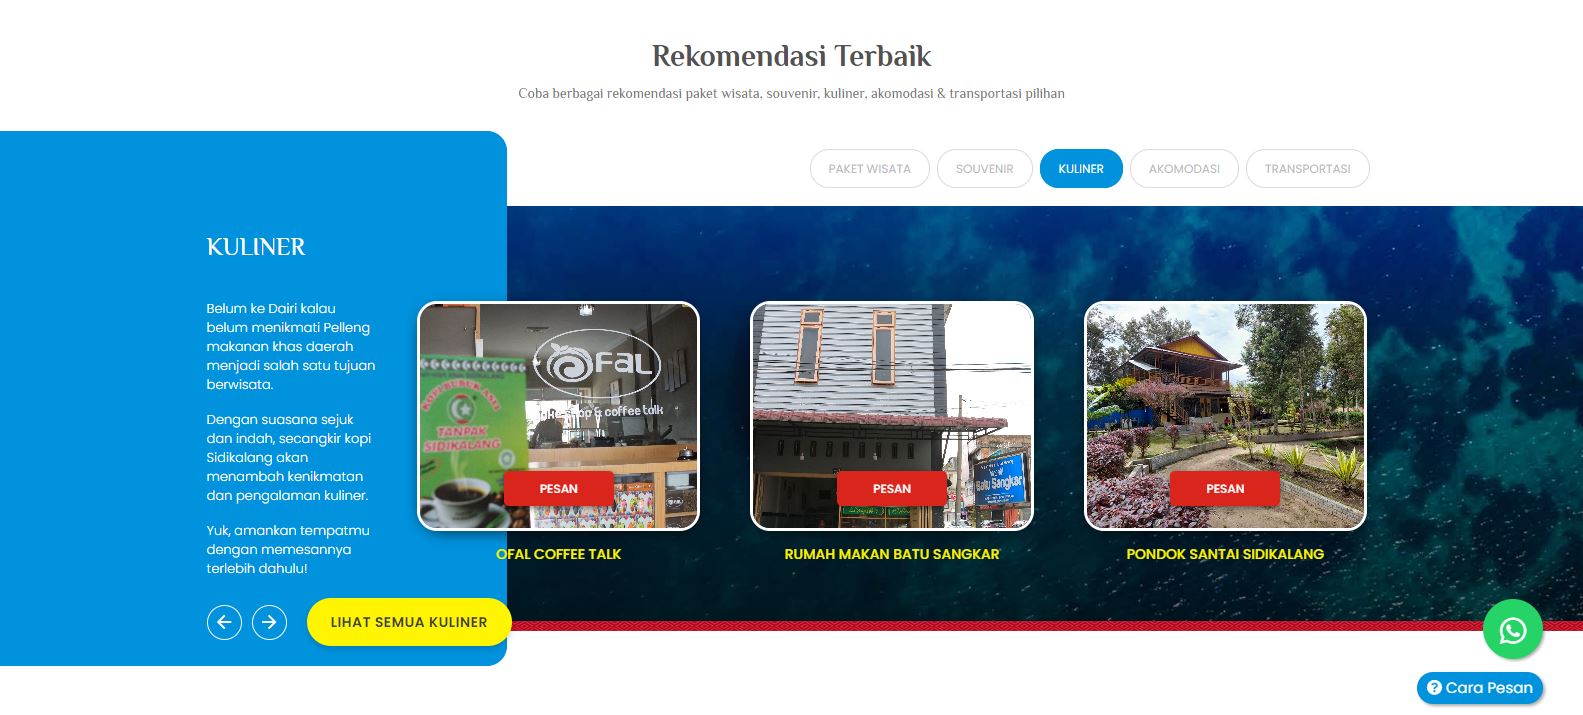 Rekomendasi Terbaik
Coba berbagai rekomendasi paket wisata, souvenir, kuliner, akomodasi & transportasi pilihan
PAKET WISATA
SOUVENIR
KULINER
AKOMODASI
TRANSPORTASI
KULINER
Belum ke Dairi kalau
belum menikmati Pelleng
makanan khas daerah
menjadi salah satu tujuan
berwisata.
Dengan suasana sejuk
dan indah, secangkir kopi
Sidikalang akan
menambah kenikmatan
dan pengalaman kuliner.
Yuk, amankan tempatmu
dengan memesannya
terlebih dahulu!
LIHAT SEMUA KULINER
OFAL
shop & coffee talk
KOPI BUBUK ASLI
TANPAK
SIDIKALANG
PESAN
OFAL COFFEE TALK
Batu Sangkar
PESAN
RUMAH MAKAN BATU SANGKAR
PESAN
PONDOK SANTAI SIDIKALANG
Cara Pesan